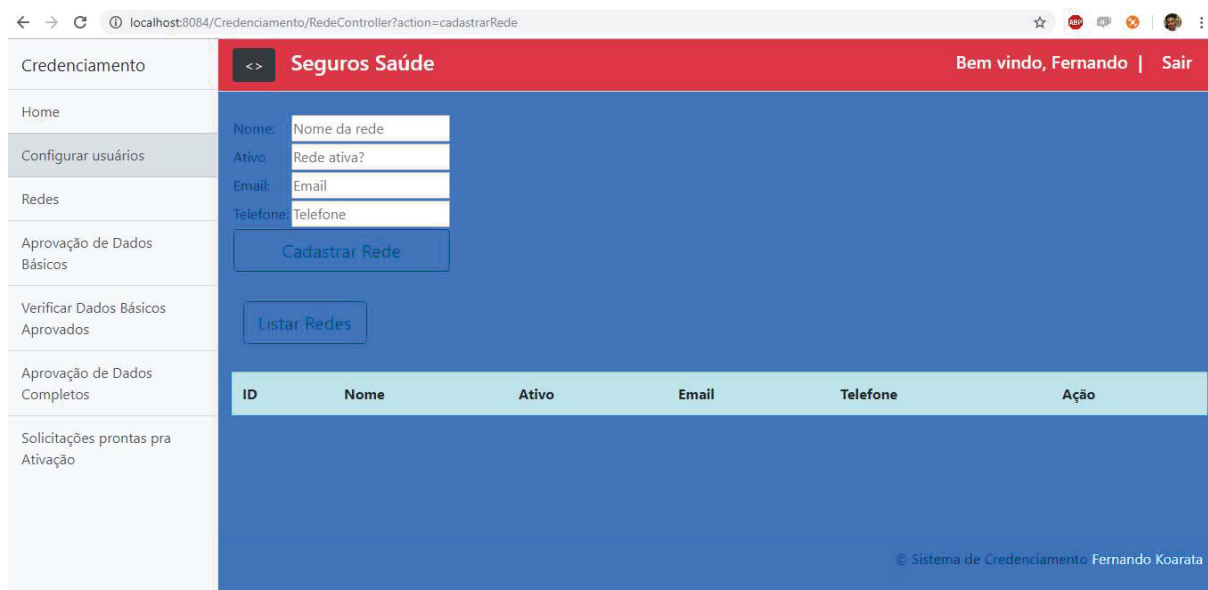 localhost:8084/Credenciamento/RedeController?action=cadastrarRede
ABP
Credenciamento
<>
Seguros Saúde
Bem vindo, Fernando |
Sair
Home
Configurar usuários
Redes
Aprovação de Dados
Básicos
Verificar Dados Básicos
Aprovados
Aprovação de Dados
Completos
Solicitações prontas pra
Ativação
Nome:
Nome da rede
Ativo
Rede ativa?
Email:
Email
Telefone:
Telefone
Cadastrar Rede
Listar Redes
ID
Nome
Ativo
Email
Telefone
Ação
© Sistema de Credenciamento Fernando Koarata